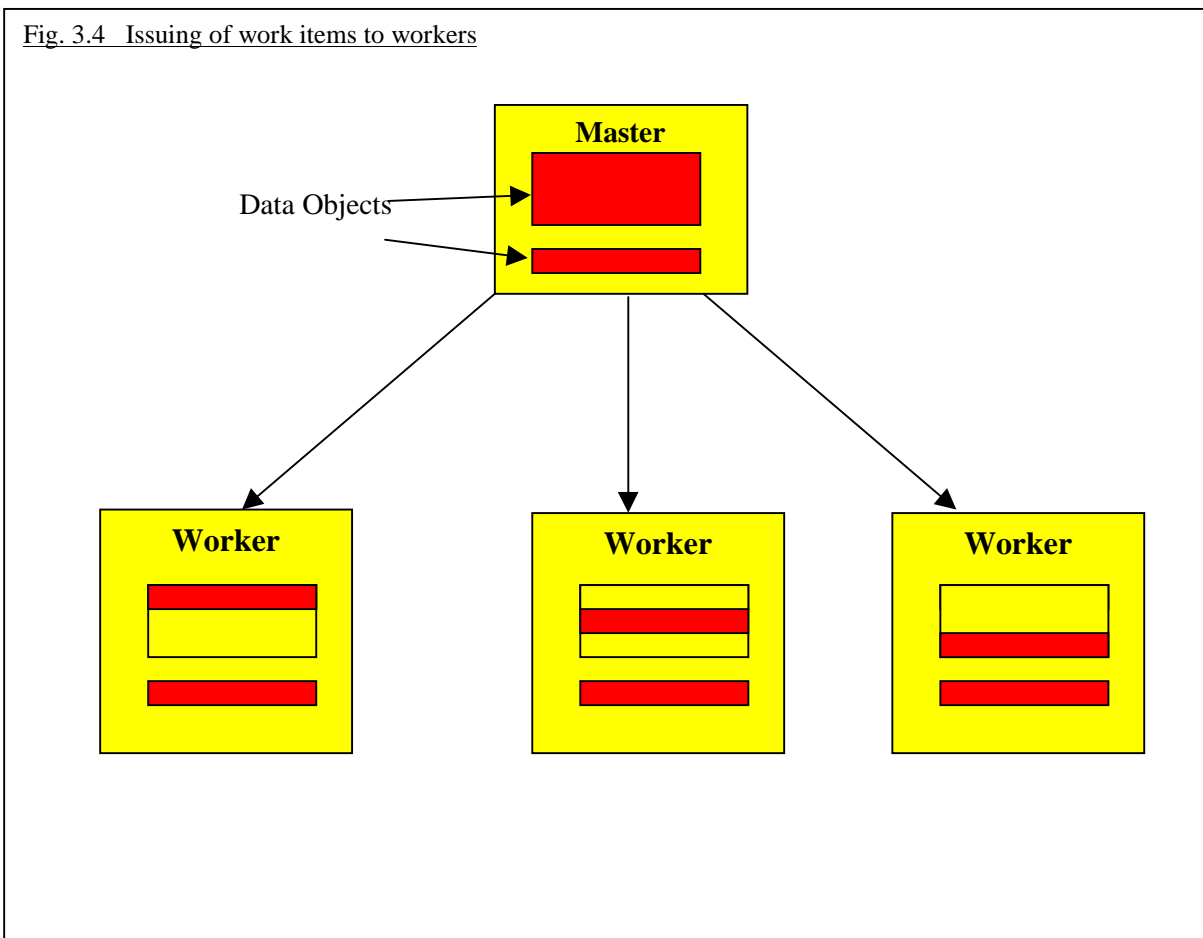 Fig. 3.4   Issuing of work items to workers
Master
Data Objects
Worker
Worker
Worker